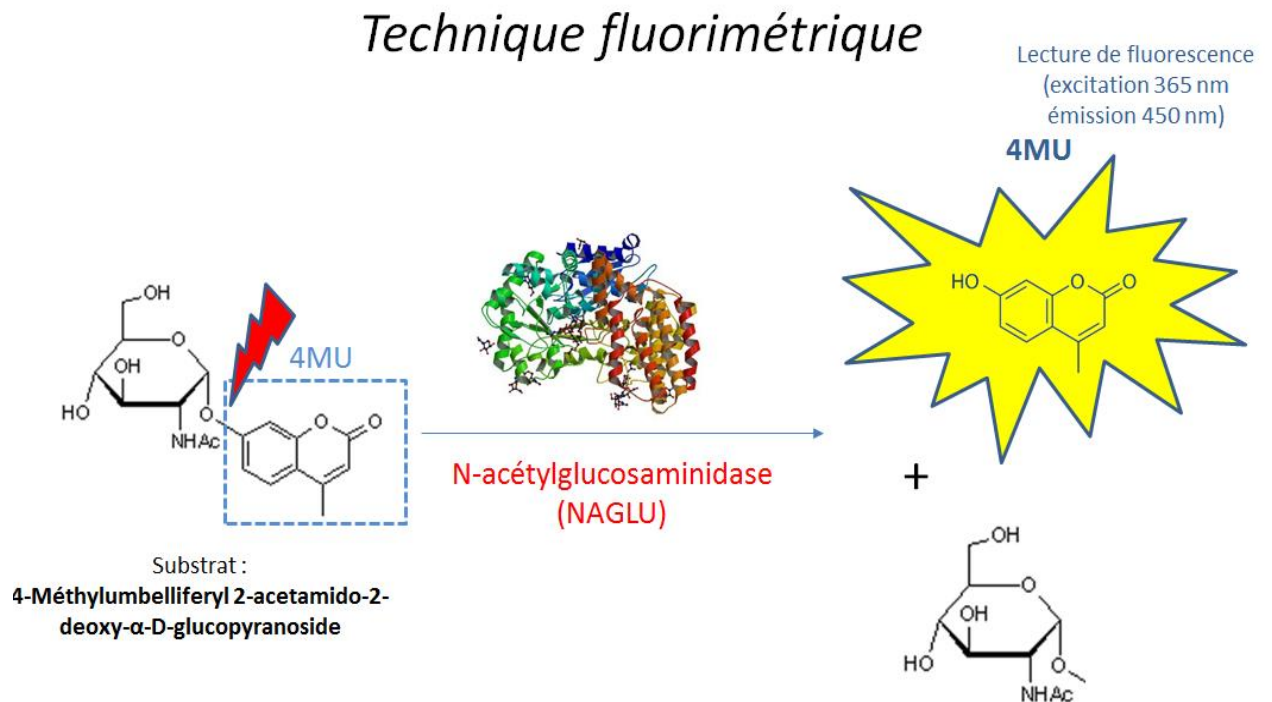 Technique fluorimétrique
Lecture de fluorescence
(excitation 365 nm
émission 450 nm)
4MU
HO
O
O
OH
O
OH
HO
NHAc
O
4MU
O
O
N-acétylglucosaminidase
(NAGLU)
+
Substrat :
4-Méthylumbelliferyl 2-acetamido-2-
deoxy-α-D-glucopyranoside
OH
O
OH
HO
O
NHAc